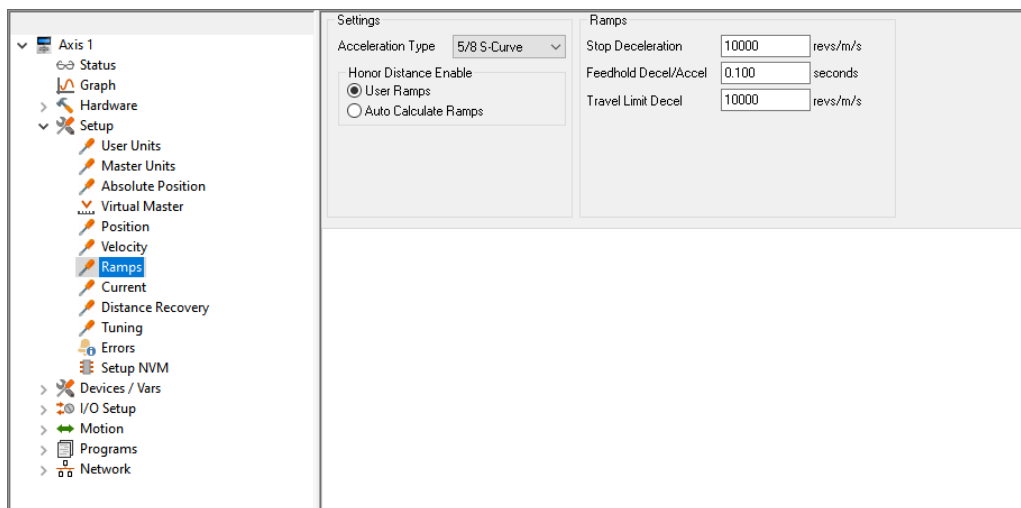 Axis 1
Status
Graph
Hardware
Setup
User Units
Master Units
Absolute Position
Virtual Master
Position
Velocity
Ramps
Current
Distance Recovery
Tuning
Errors
Setup NVM
Devices / Vars
I/O Setup
Motion
Programs
Network
Settings
Acceleration Type 5/8 S-Curve
Honor Distance Enable
User Ramps
Auto Calculate Ramps
Ramps
Stop Deceleration 10000 revs/m/s
Feedhold Decel/Accel 0.100 seconds
Travel Limit Decel 10000 revs/m/s